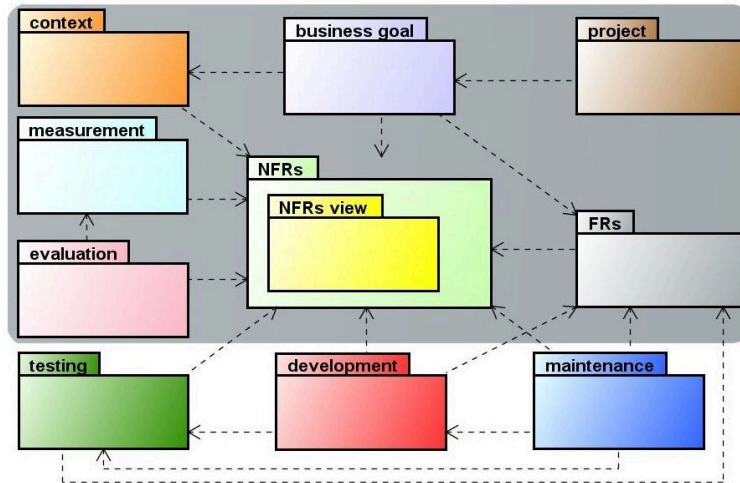 context
business goal
project
measurement
NFRs
NFRs view
FRs
evaluation
testing
development
maintenance